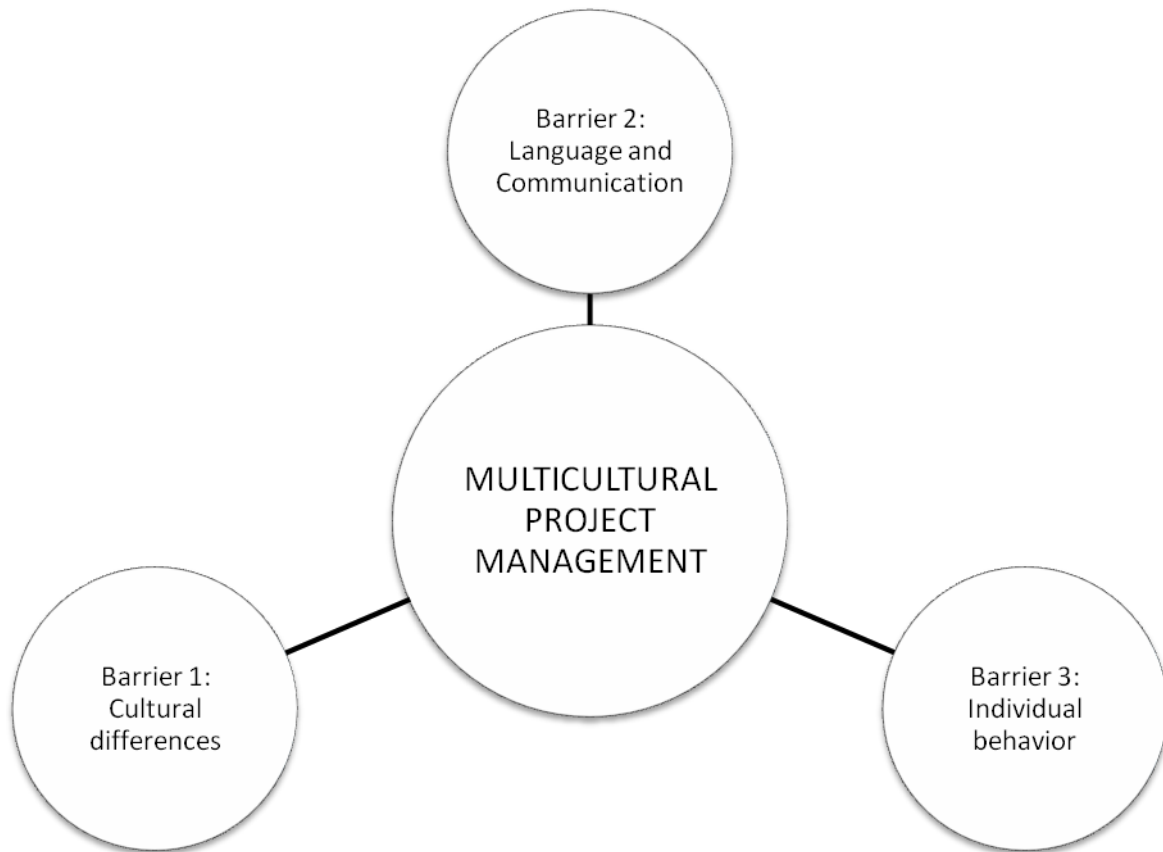 Barrier 2:
Language and
Communication
MULTICULTURAL
PROJECT
MANAGEMENT
Barrier 1:
Cultural
differences
Barrier 3:
Individual
behavior